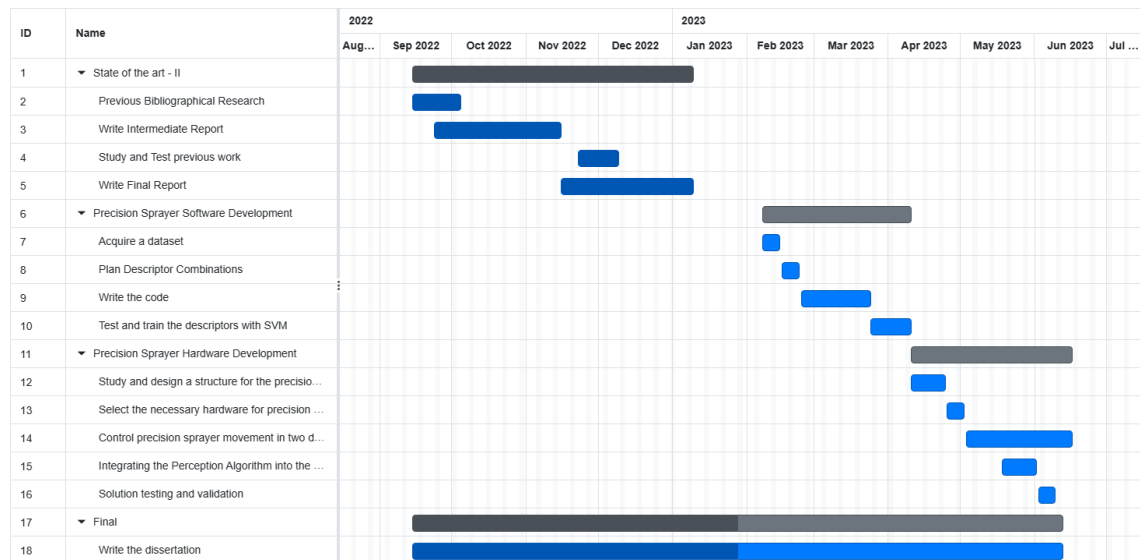 ID Name 2022 2023
Aug... Sep 2022 Oct 2022 Nov 2022 Dec 2022 Jan 2023 Feb 2023 Mar 2023 Apr 2023 May 2023 Jun 2023 Jul ...
1 State of the art - II
2 Previous Bibliographical Research
3 Write Intermediate Report
4 Study and Test previous work
5 Write Final Report
6 Precision Sprayer Software Development
7 Acquire a dataset
8 Plan Descriptor Combinations
9 Write the code
10 Test and train the descriptors with SVM
11 Precision Sprayer Hardware Development
12 Study and design a structure for the precisio...
13 Select the necessary hardware for precision ...
14 Control precision sprayer movement in two d...
15 Integrating the Perception Algorithm into the ...
16 Solution testing and validation
17 Final
18 Write the dissertation